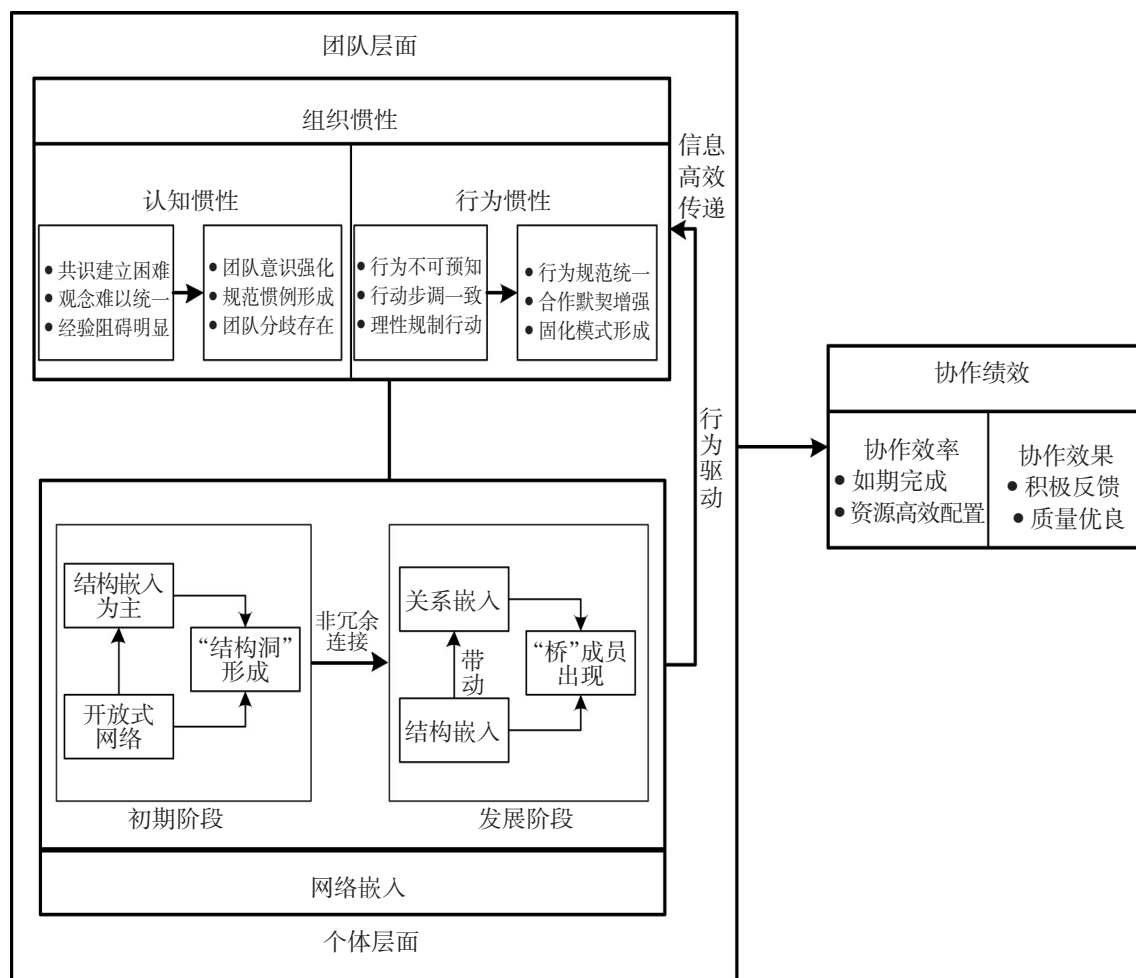 团队层面
组织惯性
认知惯性
• 共识建立困难
• 观念难以统一
• 经验阻碍明显
• 团队意识强化
• 规范惯例形成
• 团队分歧存在
行为惯性
• 行为不可预知
• 行动步调一致
• 理性规制行动
• 行为规范统一
• 合作默契增强
• 固化模式形成
信息
高效
传递
行为驱动
结构嵌入
为主
开放式
网络
“结构洞”
形成
初期阶段
非冗余
连接
关系嵌入
带动
结构嵌入
“桥”成员
出现
发展阶段
网络嵌入
个体层面
协作绩效
协作效率
• 如期完成
• 资源高效配置
协作效果
• 积极反馈
• 质量优良